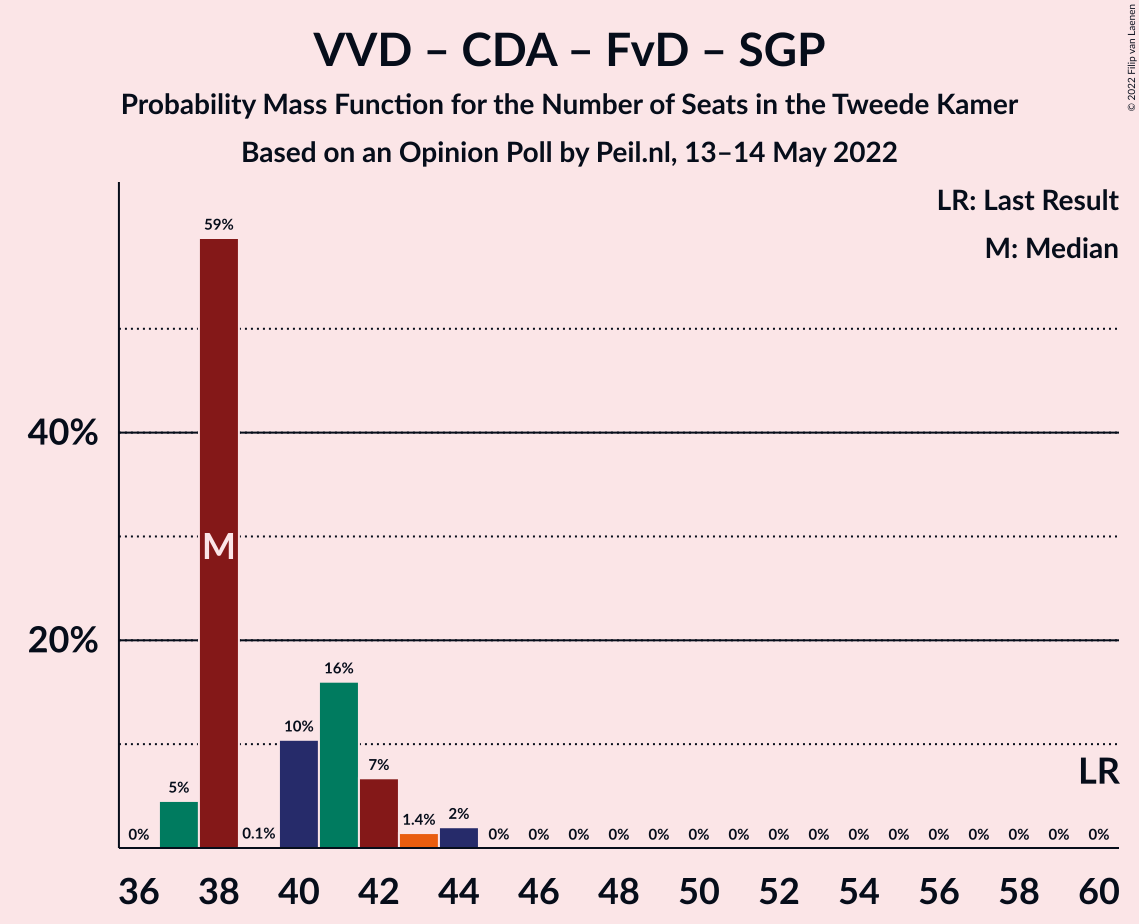 VVD – CDA – FvD – SGP
Probability Mass Function for the Number of Seats in the Tweede Kamer
Based on an Opinion Poll by Peil.nl, 13–14 May 2022
© 2022 Filip van Laenen
LR: Last Result
M: Median
59%
40%
M
20%
16%
10%
LR
7%
5%
2%
1.4%
0% 0.1% 0% 0% 0% 0% 0% 0% 0% 0% 0% 0% 0% 0% 0% 0% 0%
36 38 40 42 44 46 48 50 52 54 56 58 60